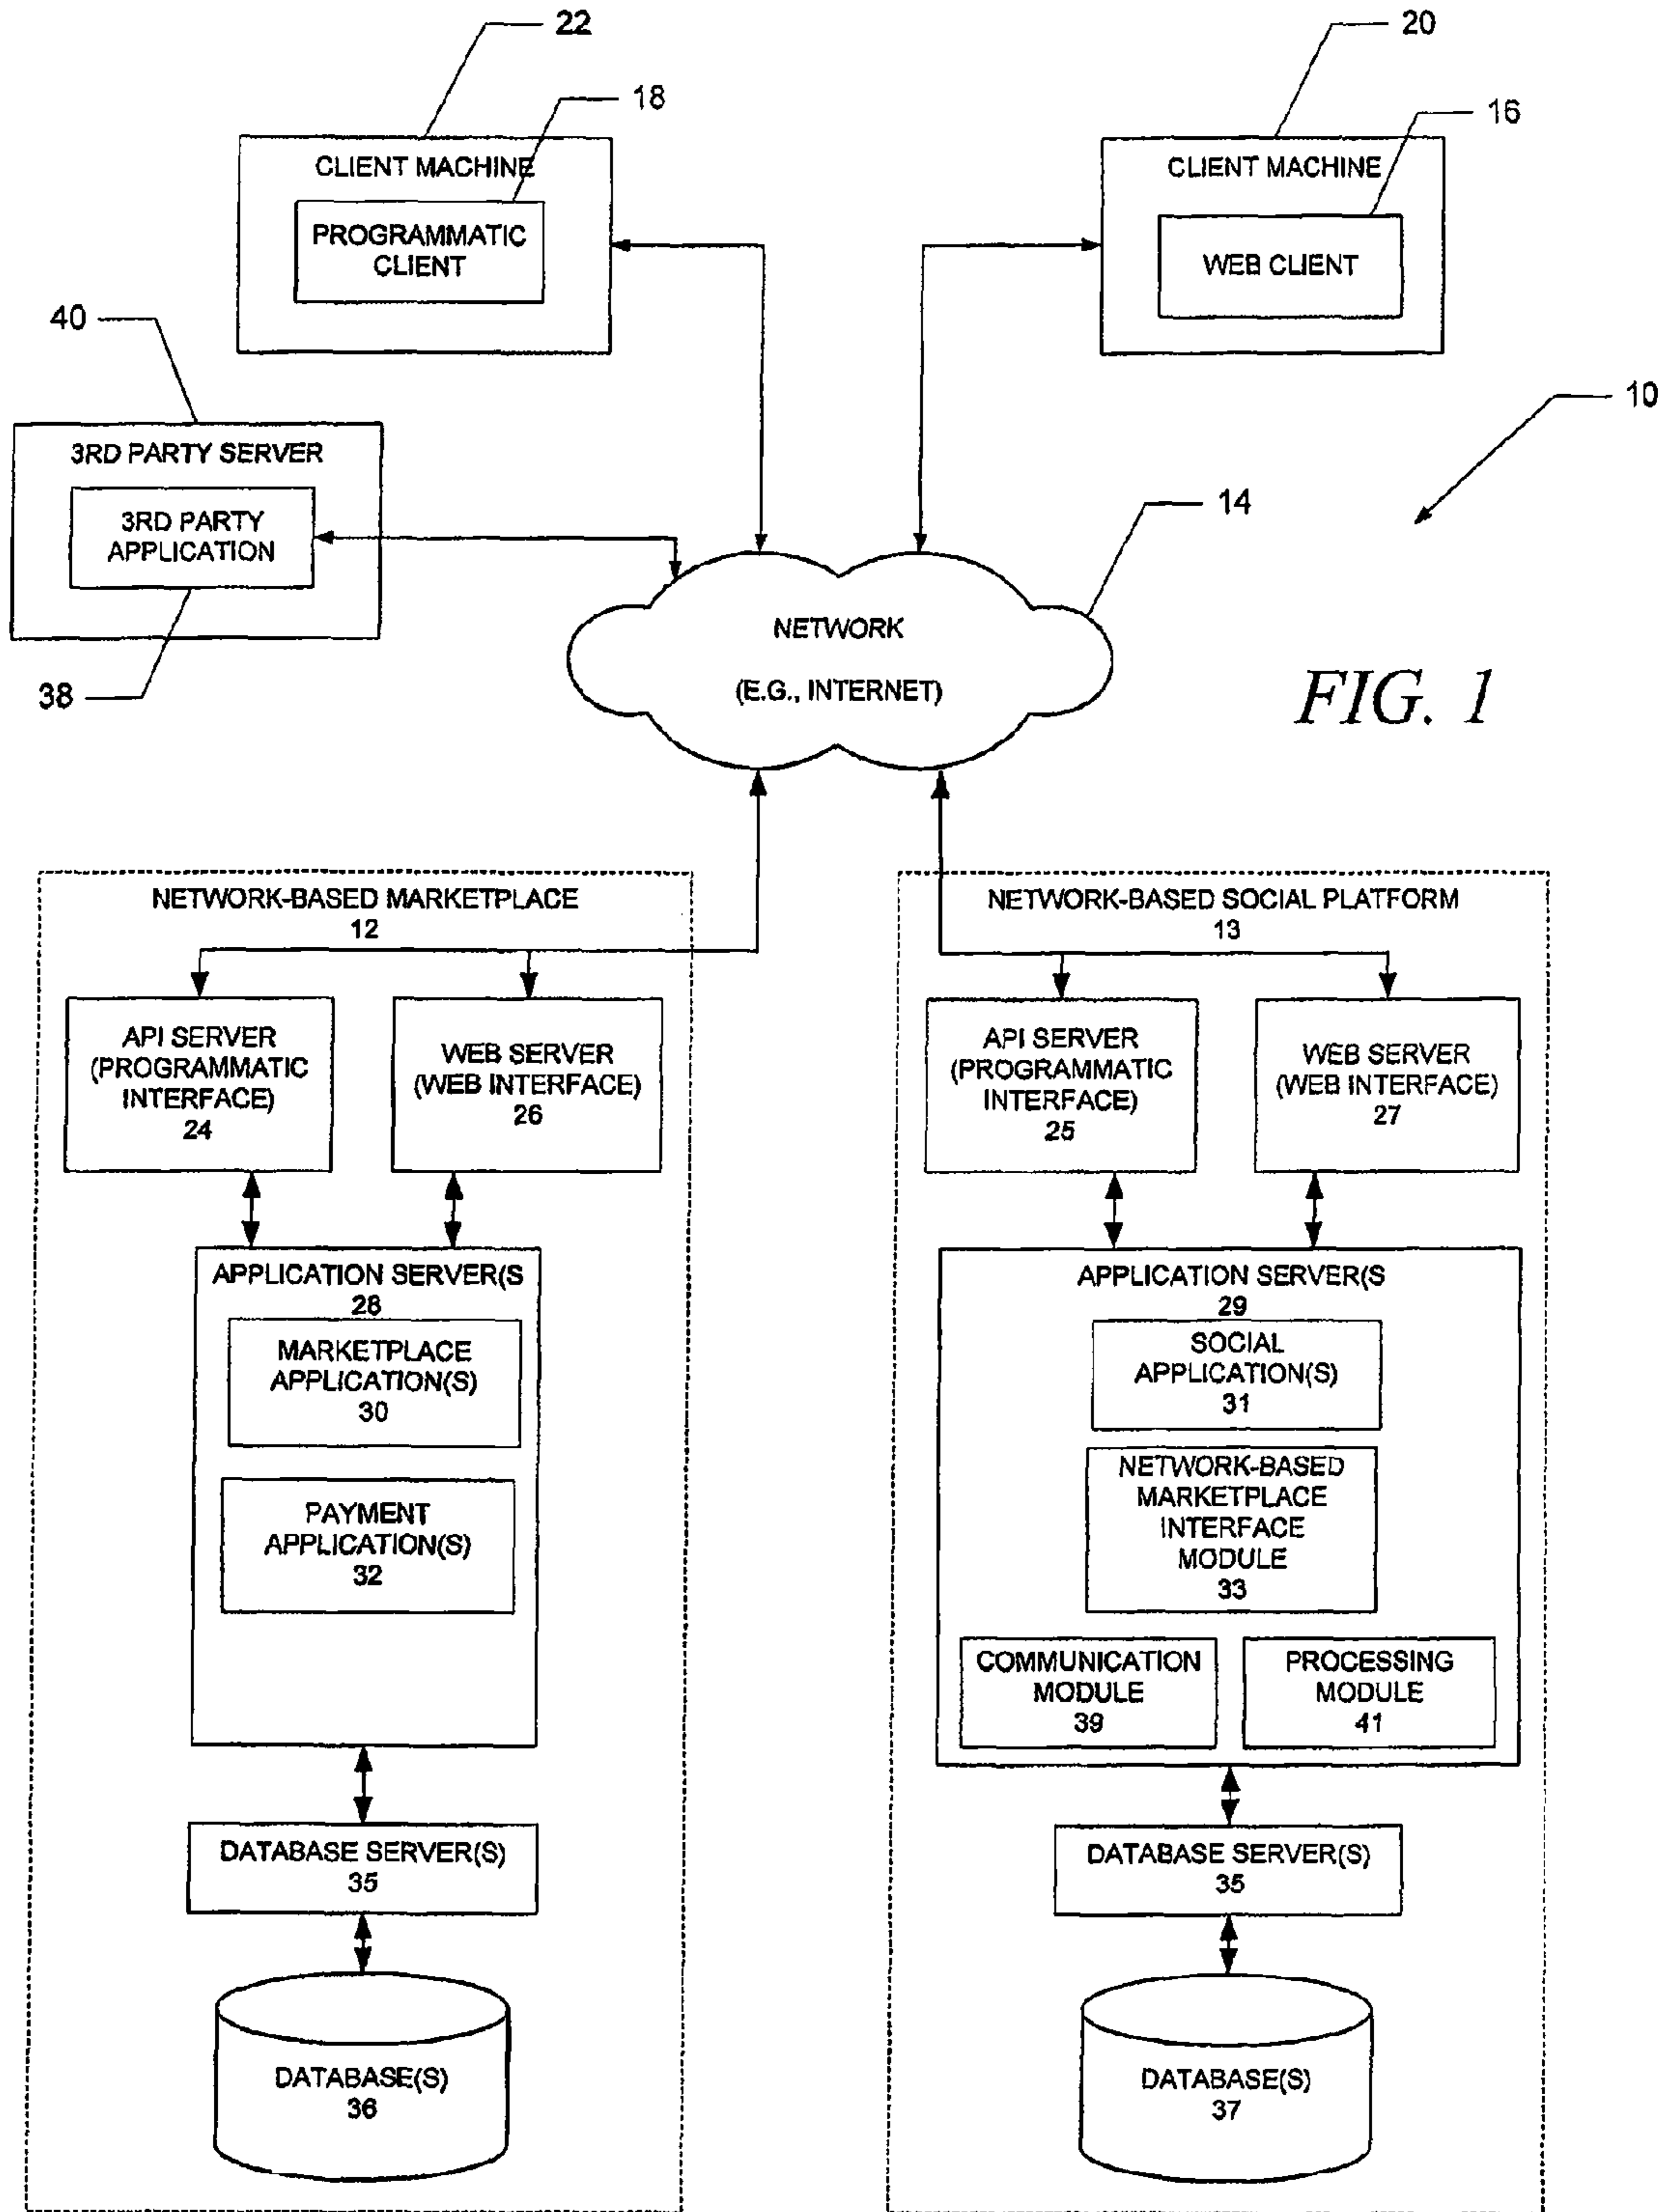 22
20
18
16
CLIENT MACHINE
PROGRAMMATIC
CLIENT
CLIENT MACHINE
WEB CLIENT
40
10
3RD PARTY SERVER
3RD PARTY
APPLICATION
14
38
NETWORK
(E.G., INTERNET)
FIG. 1
NETWORK-BASED MARKETPLACE
12
API SERVER
(PROGRAMMATIC
INTERFACE)
24
WEB SERVER
(WEB INTERFACE)
26
APPLICATION SERVER(S
28
MARKETPLACE
APPLICATION(S)
30
PAYMENT
APPLICATION(S)
32
DATABASE SERVER(S)
35
DATABASE(S)
36
NETWORK-BASED SOCIAL PLATFORM
13
API SERVER
(PROGRAMMATIC
INTERFACE)
25
WEB SERVER
(WEB INTERFACE)
27
APPLICATION SERVER(S
29
SOCIAL
APPLICATION(S)
31
NETWORK-BASED
MARKETPLACE
INTERFACE
MODULE
33
COMMUNICATION
MODULE
39
PROCESSING
MODULE
41
DATABASE SERVER(S)
35
DATABASE(S)
37